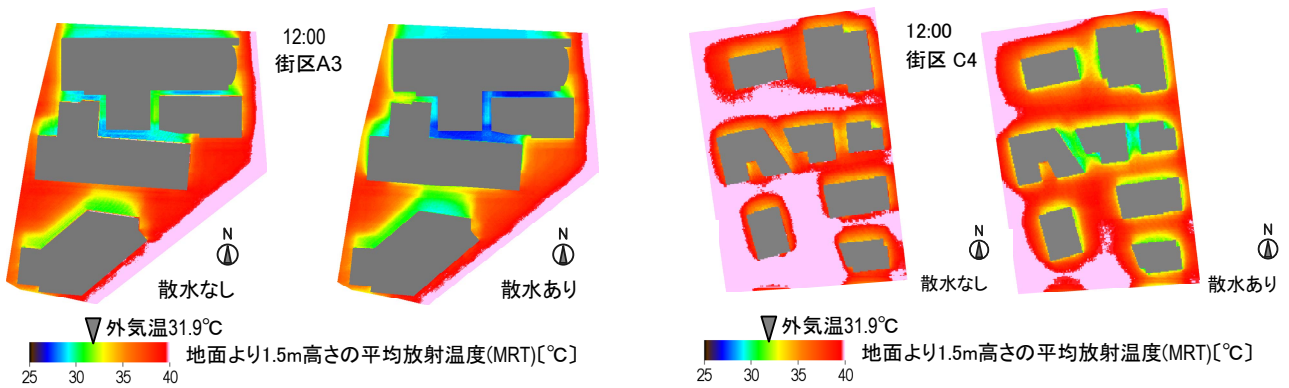 12:00
街区A3
N
散水なし
N
散水あり
外気温31.9℃
地面より1.5m高さの平均放射温度(MRT)〔℃〕
25 30 35 40
12:00
街区 C4
N
散水なし
N
散水あり
外気温31.9℃
地面より1.5m高さの平均放射温度(MRT)〔℃〕
25 30 35 40